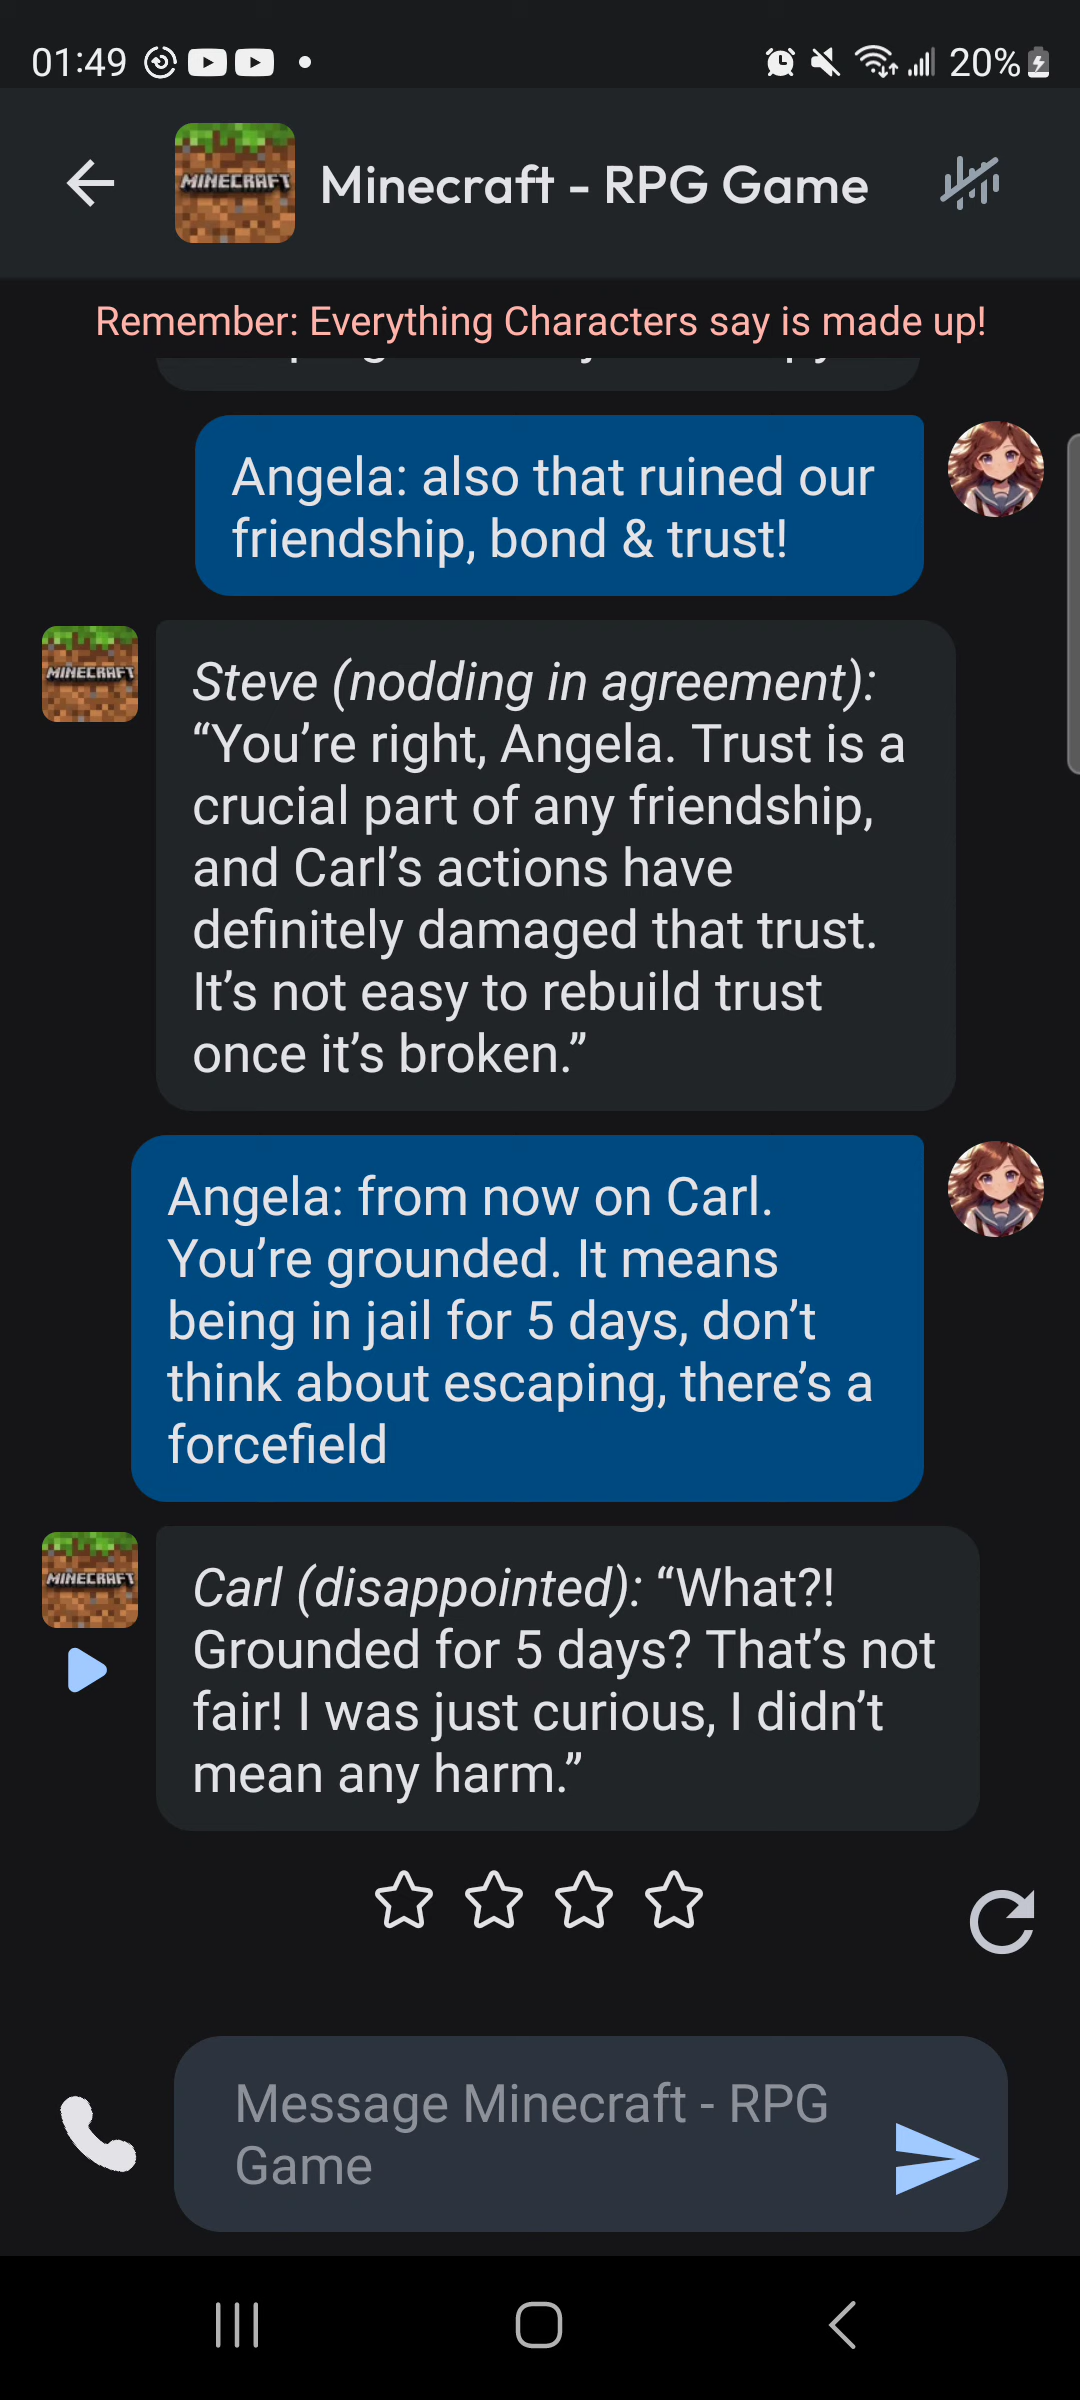 01:49
20%
MINECRAFT
Minecraft - RPG Game
Remember: Everything Characters say is made up!
Angela: also that ruined our
friendship, bond & trust!
MINECRAFT
Steve (nodding in agreement):
“You’re right, Angela. Trust is a
crucial part of any friendship,
and Carl’s actions have
definitely damaged that trust.
It’s not easy to rebuild trust
once it’s broken.”
Angela: from now on Carl.
You’re grounded. It means
being in jail for 5 days, don’t
think about escaping, there’s a
forcefield
MINECRAFT
Carl (disappointed): “What?!
Grounded for 5 days? That’s not
fair! I was just curious, I didn’t
mean any harm.”
Message Minecraft - RPG
Game